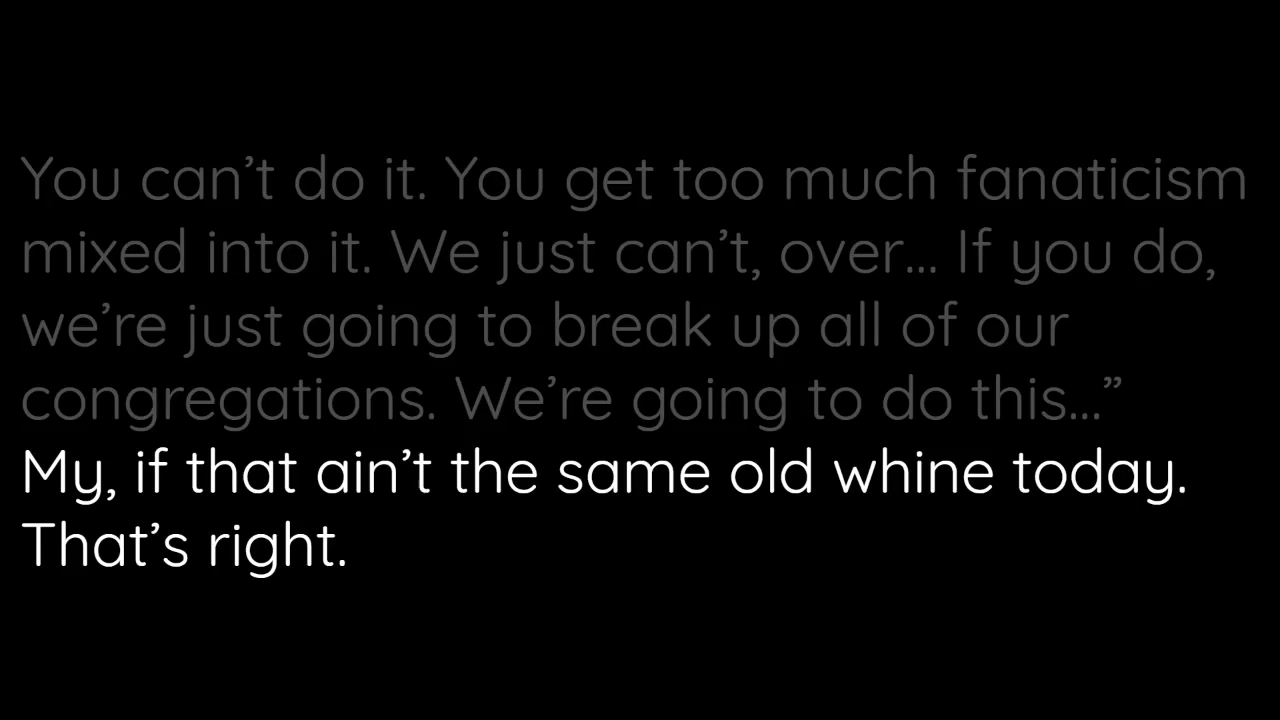 You can’t do it. You get too much fanaticism
mixed into it. We just can’t, over... If you do,
we’re just going to break up all of our
congregations. We’re going to do this...”
My, if that ain’t the same old whine today.
That’s right.